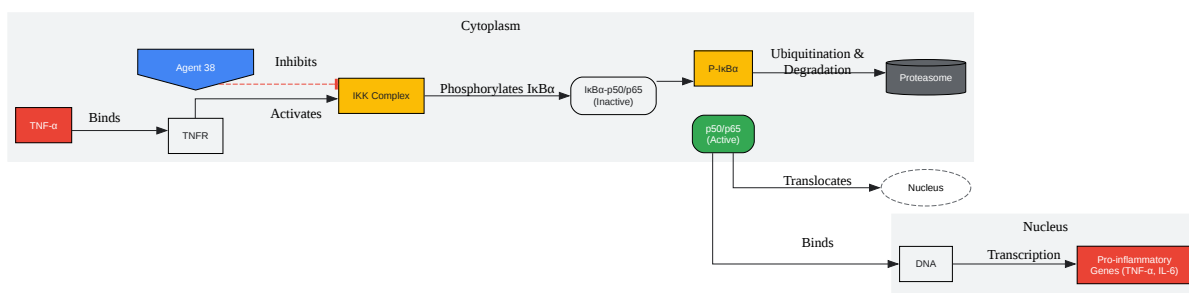 Cytoplasm
Agent 38
Inhibits
TNF-α
Binds
TNFR
Activates
IKK Complex
Phosphorylates IκBα
IκBα-p50/p65
(Inactive)
P-IκBα
Ubiquitination &
Degradation
Proteasome
p50/p65
(Active)
Translocates
Nucleus
Nucleus
Binds
DNA
Transcription
Pro-inflammatory
Genes (TNF-α, IL-6)